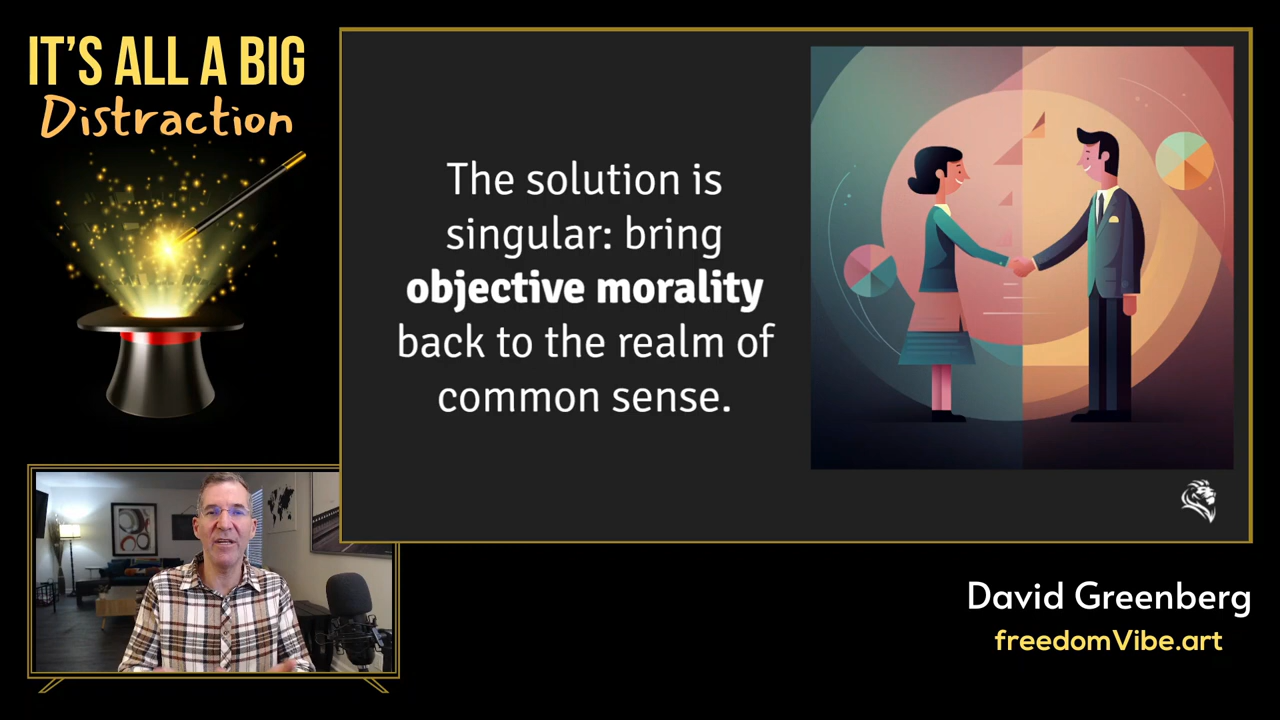 IT'S ALL A BIG
Distraction
The solution is
singular: bring
objective morality
back to the realm of
common sense.
David Greenberg
freedomVibe.art